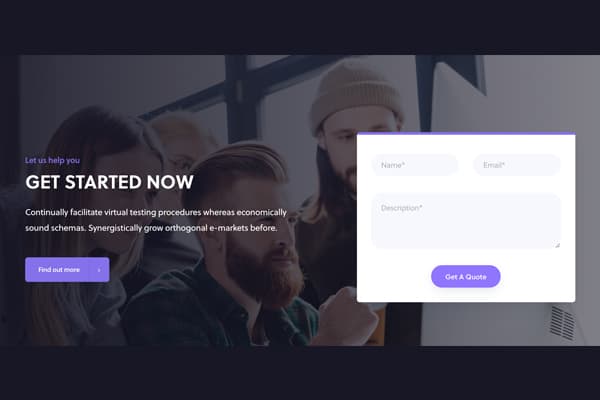 Let us help you
GET STARTED NOW
Continually facilitate virtual testing procedures whereas economically
sound schemas. Synergistically grow orthogonal e-markets before.
Find out more
Name*
Email*
Description*
Get A Quote